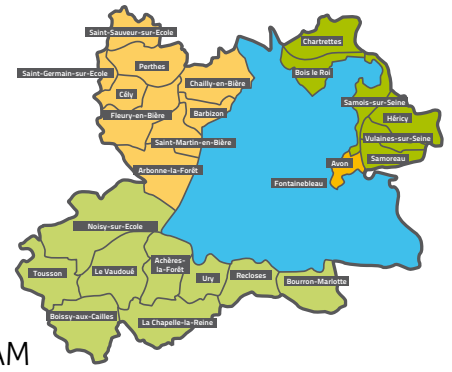 Saint-Sauveur-sur-Ecole
Chartrettes
Perthes
Saint-Germain-sur-Ecole
Bois le Roi
Chailly-en-Bière
Cély
Samois-sur-Seine
Fleury-en-Bière
Barbizon
Héricy
Vulaines-sur-Seine
Saint-Martin-en-Bière
Samoreau
Avon
Arbonne-la-Forêt
Fontainebleau
Noisy-sur-Ecole
Achères-
la-Forêt
Tousson
Le Vaudoué
Ury
Recloses
Bourron-Marlotte
Boissy-aux-Cailles
La Chapelle-la-Reine
AM